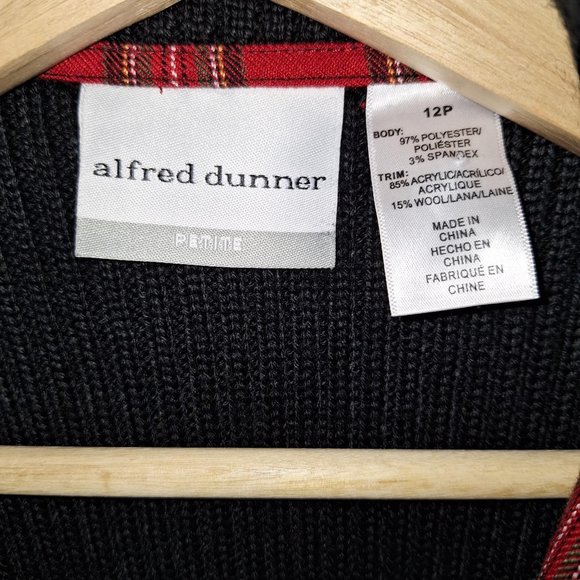 alfred dunner
PETITE
12P
BODY:
97% POLYESTER/
POLIÉSTER
3% SPANDEX
TRIM:
85% ACRYLIC/ACRÍLICO/
ACRYLIQUE
15% WOOL/LANA/LAINE
MADE IN
CHINA
HECHO EN
CHINA
FABRIQUÉ EN
CHINE